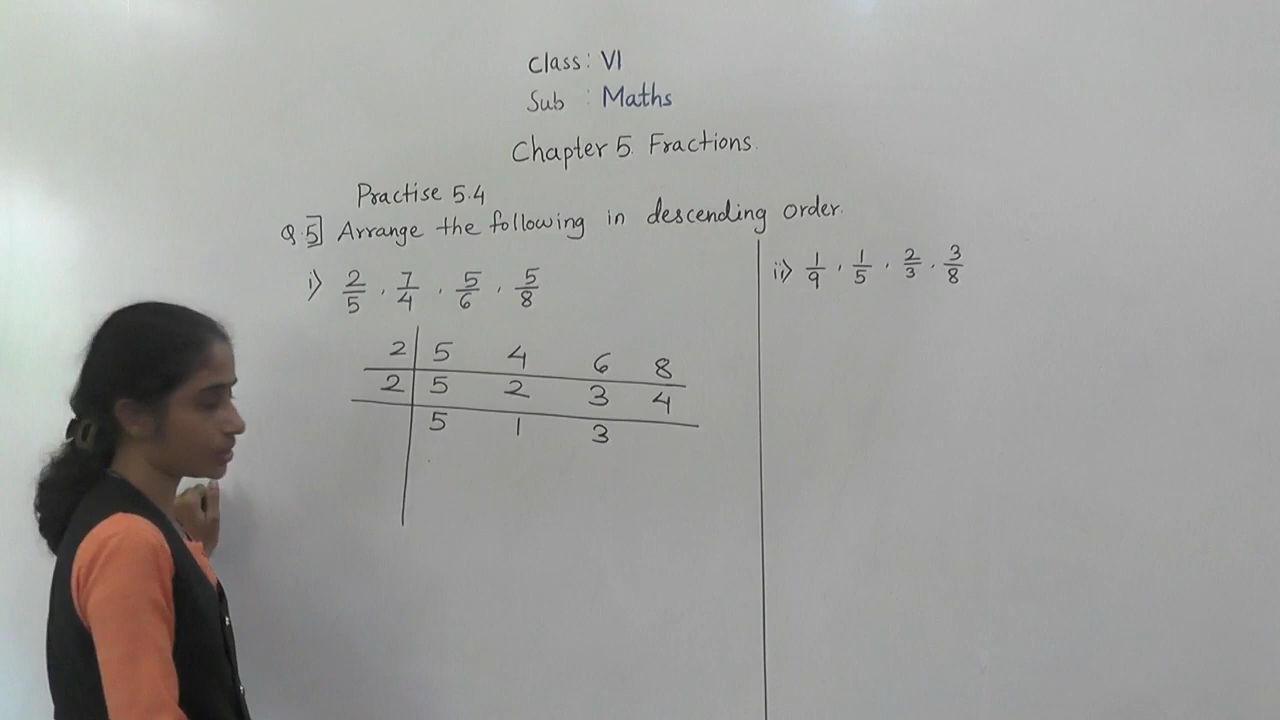 Class: VI
Sub : Maths
Chapter 5. Fractions.
Practise 5.4
Q.5] Arrange the following in descending order.
i) 2/5, 7/4, 5/6, 5/8
2 | 5 4 6 8
2 | 5 2 3 4
5 1 3
ii) 1/9, 1/5, 2/3, 3/8